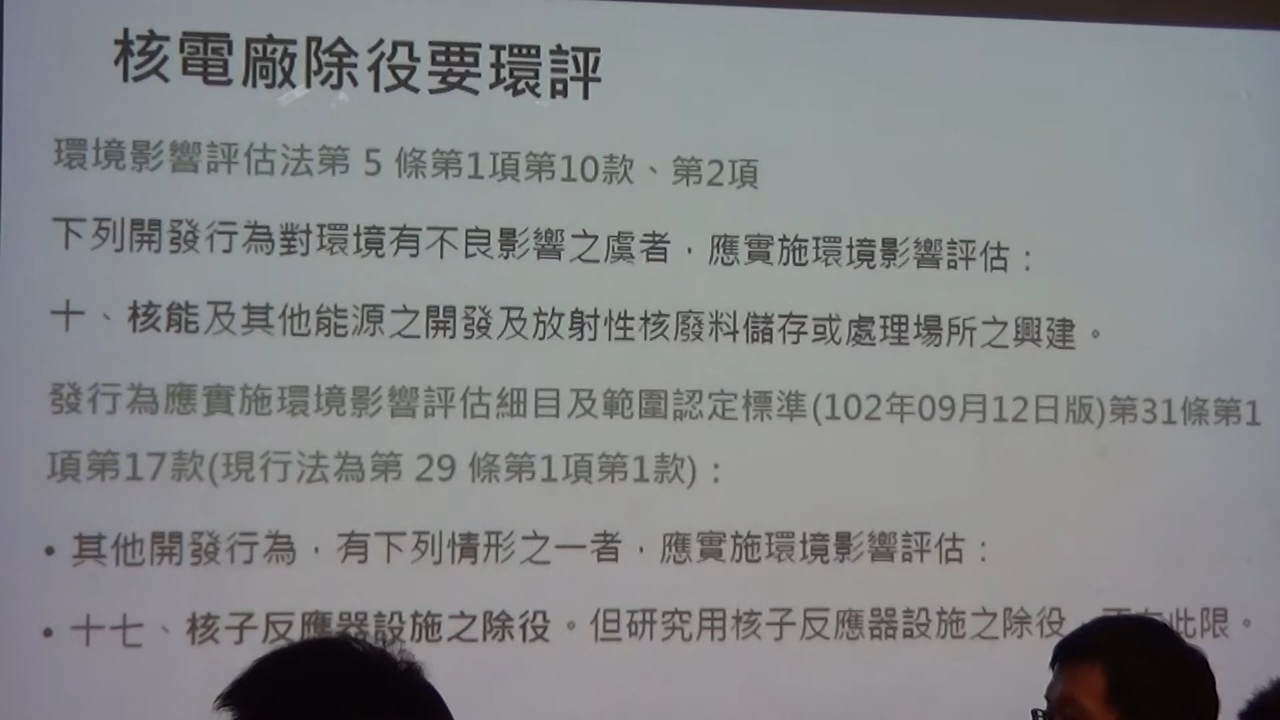 核電廠除役要環評
環境影響評估法第 5 條第1項第10款、第2項
下列開發行為對環境有不良影響之虞者，應實施環境影響評估：
十、核能及其他能源之開發及放射性核廢料儲存或處理場所之興建。
發行為應實施環境影響評估細目及範圍認定標準(102年09月12日版)第31條第1
項第17款(現行法為第 29 條第1項第1款)：
• 其他開發行為，有下列情形之一者，應實施環境影響評估：
• 十七、核子反應器設施之除役。但研究用核子反應器設施之除役 此限。